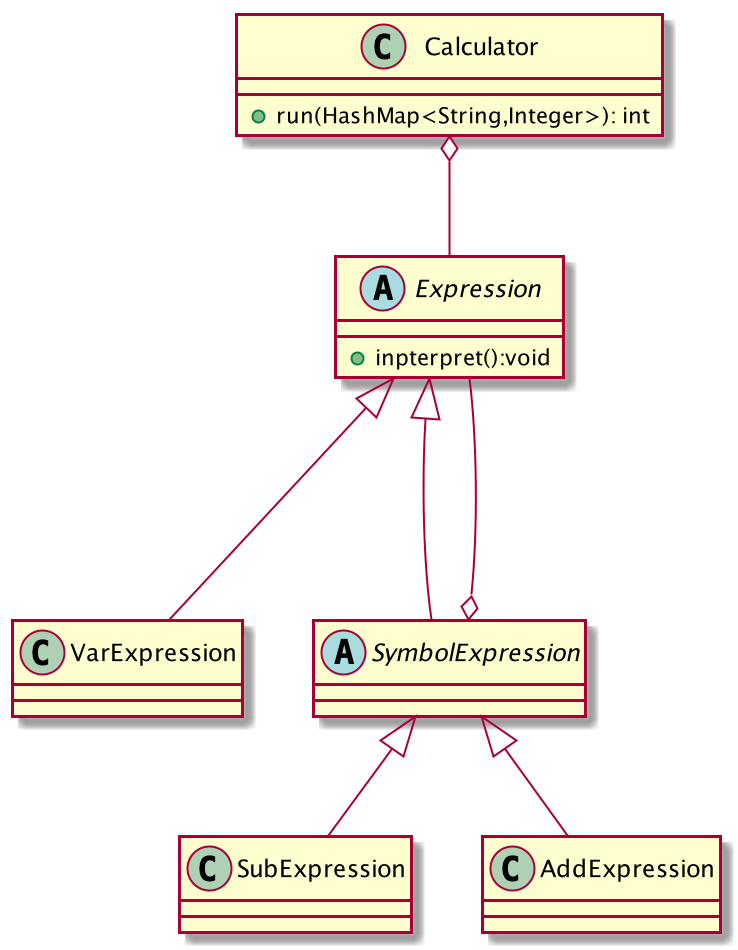 C Calculator
run(HashMap<String,Integer>): int
A Expression
inpterpret():void
C VarExpression
A SymbolExpression
C SubExpression
C AddExpression